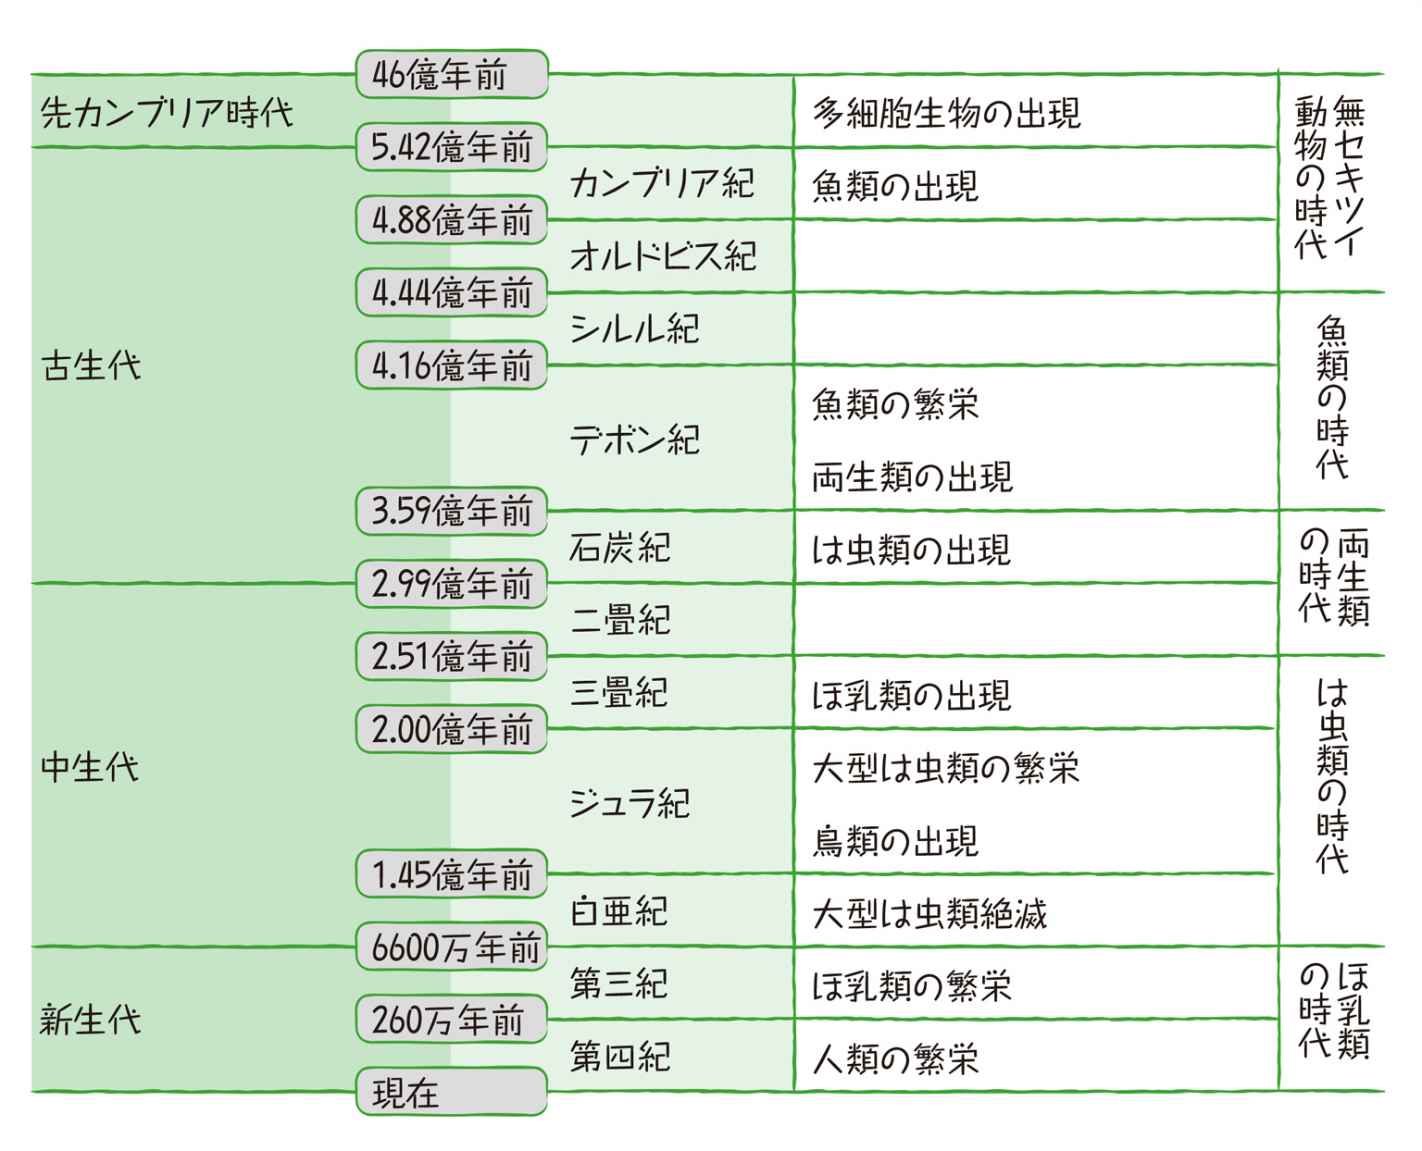 46億年前
先カンブリア時代
多細胞生物の出現
無セキツイ
動物の時代
5.42億年前
古生代
カンブリア紀
魚類の出現
4.88億年前
オルドビス紀
4.44億年前
シルル紀
魚類の時代
4.16億年前
デボン紀
魚類の繁栄
両生類の出現
3.59億年前
石炭紀
は虫類の出現
両生類
の時代
2.99億年前
中生代
二畳紀
2.51億年前
三畳紀
ほ乳類の出現
は虫類の時代
2.00億年前
ジュラ紀
大型は虫類の繁栄
鳥類の出現
1.45億年前
白亜紀
大型は虫類絶滅
6600万年前
新生代
第三紀
ほ乳類の繁栄
ほ乳類
の時代
260万年前
第四紀
人類の繁栄
現在